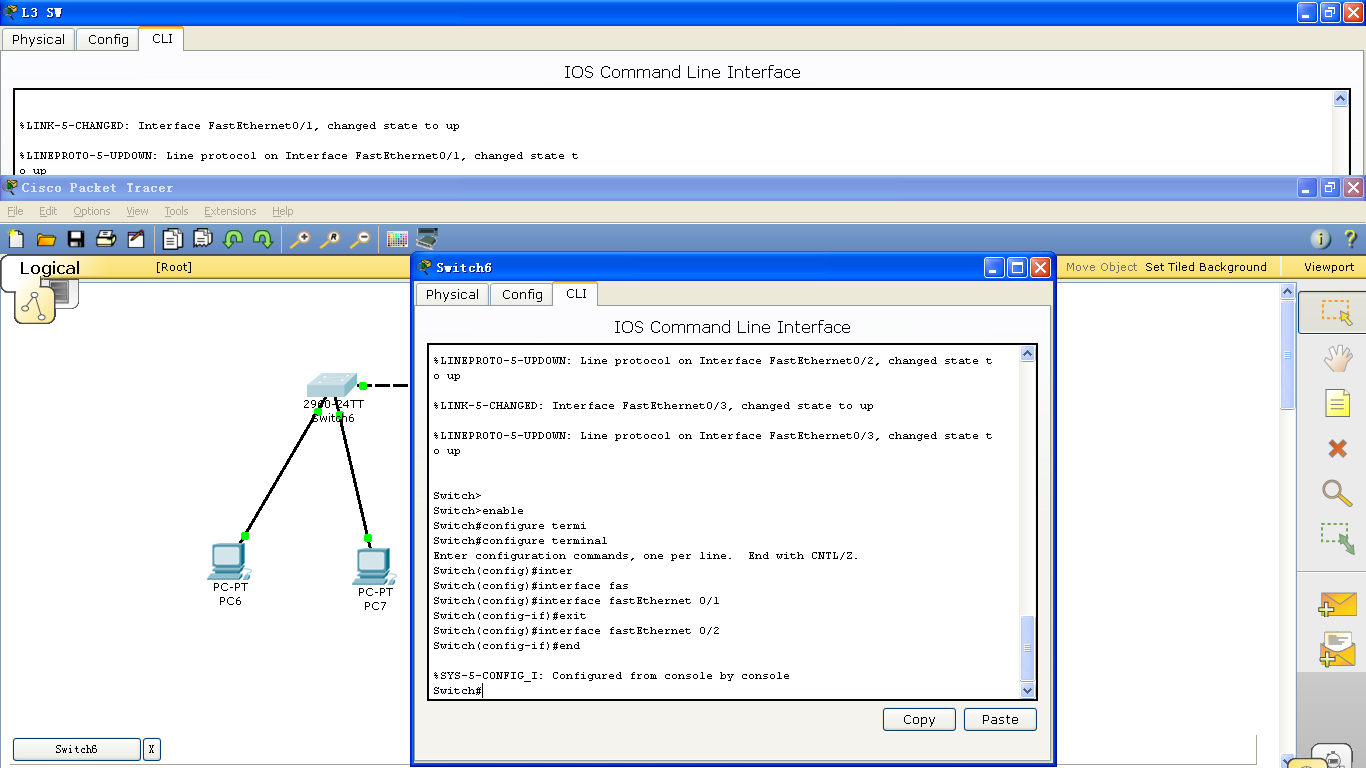 L3 SW
Physical Config CLI
IOS Command Line Interface
%LINK-5-CHANGED: Interface FastEthernet0/1, changed state to up
%LINEPROTO-5-UPDOWN: Line protocol on Interface FastEthernet0/1, changed state t
o up
Cisco Packet Tracer
File Edit Options View Tools Extensions Help
Logical [Root]
Move Object Set Tiled Background Viewport
Switch6
Physical Config CLI
IOS Command Line Interface
%LINEPROTO-5-UPDOWN: Line protocol on Interface FastEthernet0/2, changed state t
o up
%LINK-5-CHANGED: Interface FastEthernet0/3, changed state to up
%LINEPROTO-5-UPDOWN: Line protocol on Interface FastEthernet0/3, changed state t
o up
Switch>
Switch>enable
Switch#configure termi
Switch#configure terminal
Enter configuration commands, one per line.  End with CNTL/Z.
Switch(config)#inter
Switch(config)#interface fas
Switch(config)#interface fastEthernet 0/1
Switch(config-if)#exit
Switch(config)#interface fastEthernet 0/2
Switch(config-if)#end
%SYS-5-CONFIG_I: Configured from console by console
Switch#
Copy Paste
2960-24TT
Switch6
PC-PT
PC6
PC-PT
PC7
Switch6 X